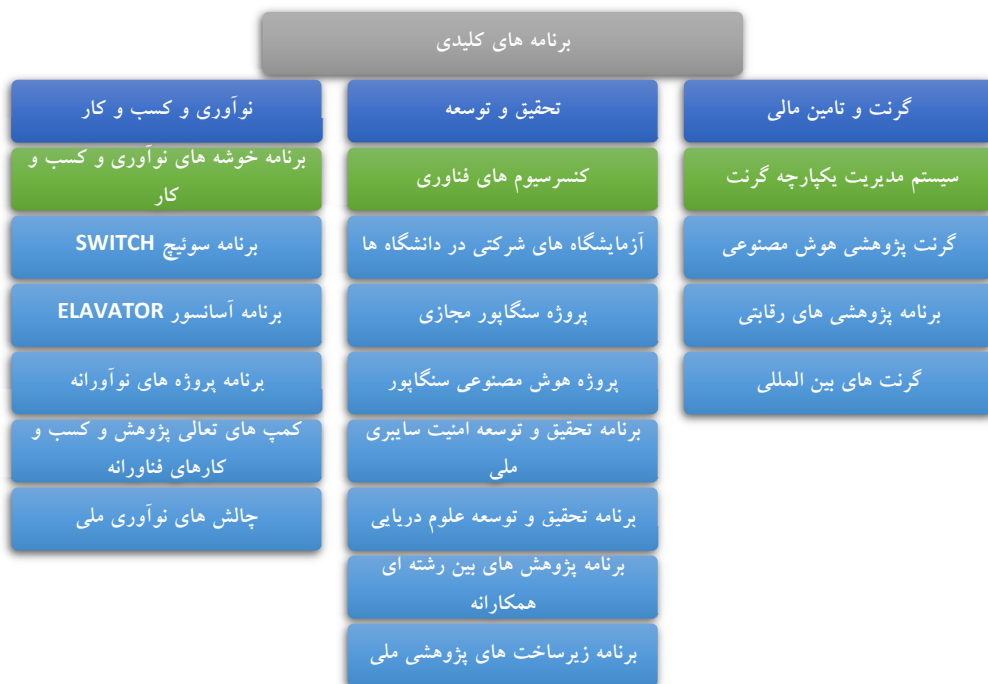 برنامه های کلیدی
گرنت و تامین مالی
سیستم مدیریت یکپارچه گرنت
گرنت پژوهشی هوش مصنوعی
برنامه پژوهشی های رقابتی
گرنت های بین المللی
تحقیق و توسعه
کنسرسیوم های فناوری
آزمایشگاه های شرکتی در دانشگاه ها
پروژه سنگاپور مجازی
پروژه هوش مصنوعی سنگاپور
برنامه تحقیق و توسعه امنیت سایبری
ملی
برنامه تحقیق و توسعه علوم دریایی
برنامه پژوهش های بین رشته ای
همکارانه
برنامه زیرساخت های پژوهشی ملی
نوآوری و کسب و کار
برنامه خوشه های نوآوری و کسب و
کار
برنامه سوئیچ SWITCH
برنامه آسانسور ELAVATOR
برنامه پروژه های نوآورانه
کمپ های تعالی پژوهش و کسب و
کارهای فناورانه
چالش های نوآوری ملی